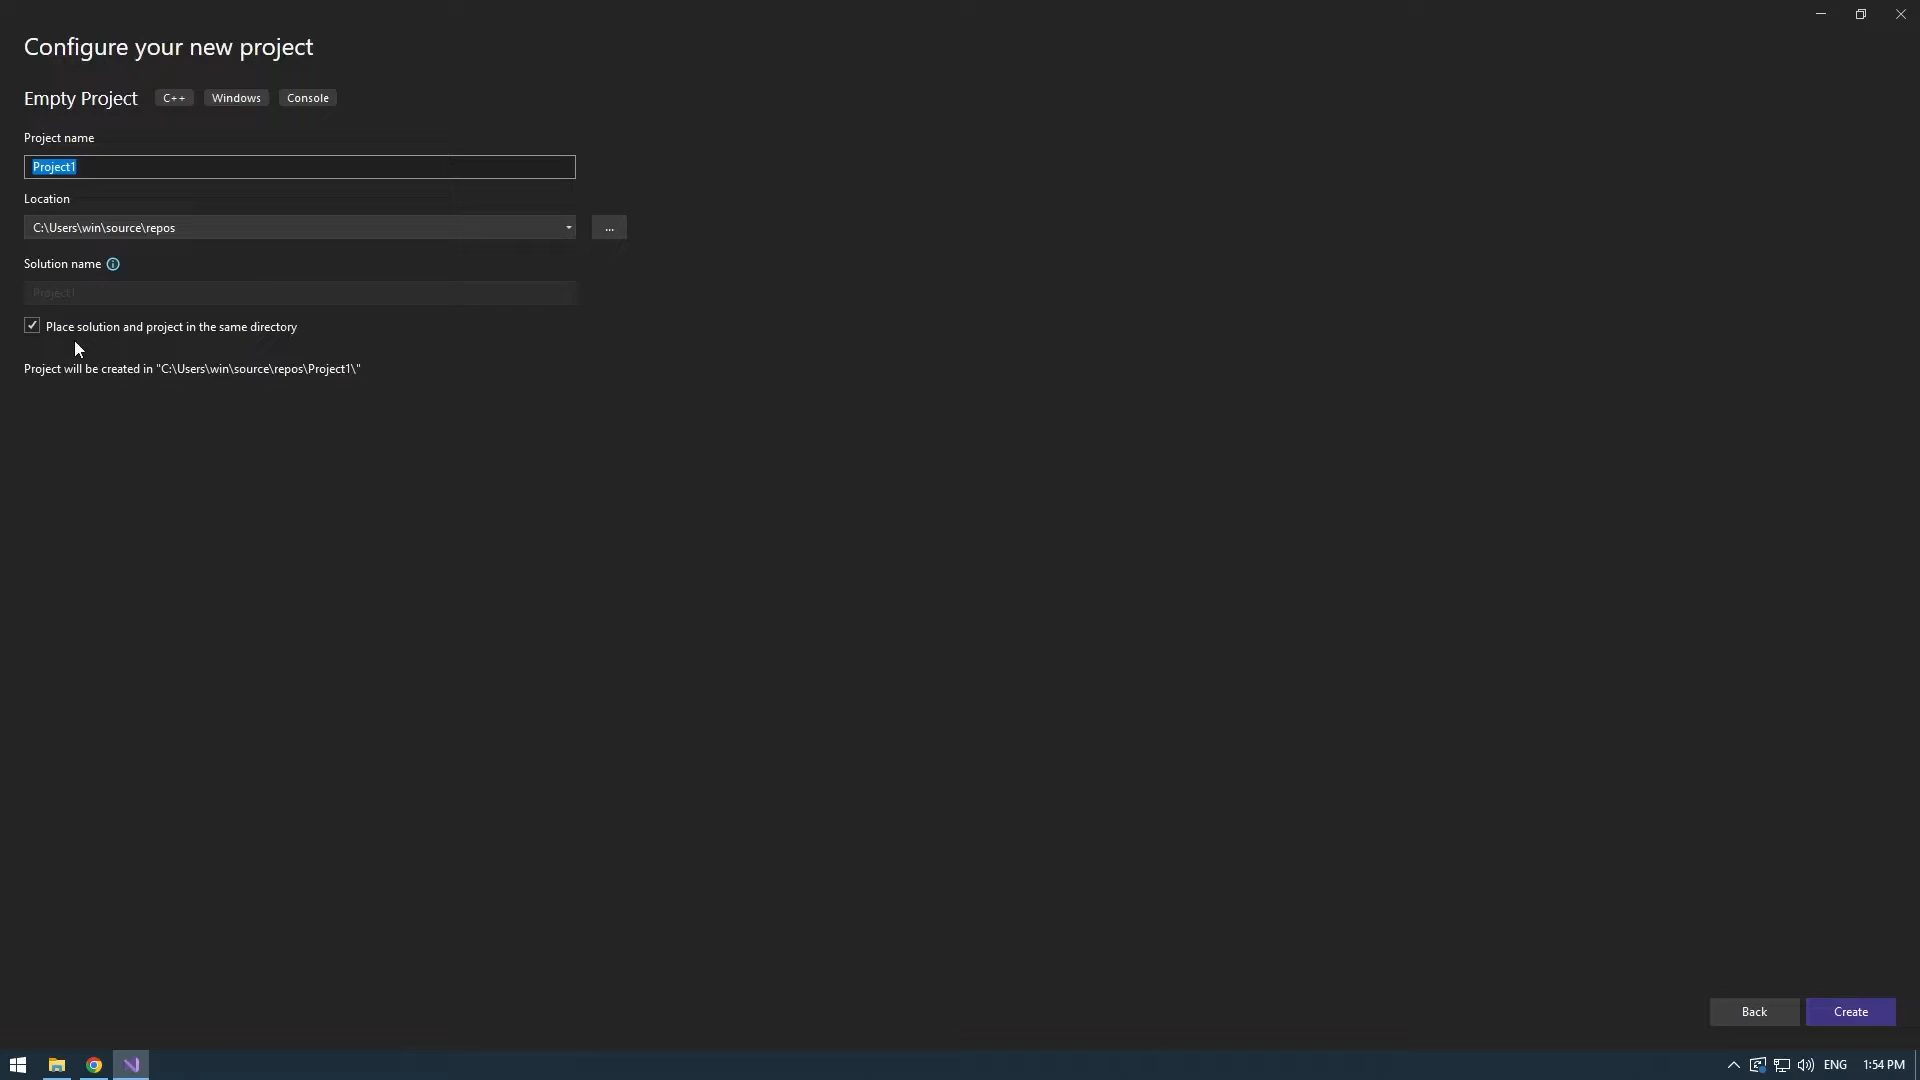 Configure your new project
Empty Project C++ Windows Console
Project name
Project1
Location
C:\Users\win\source\repos
...
Solution name
Project1
Place solution and project in the same directory
Project will be created in "C:\Users\win\source\repos\Project1\"
Back Create
ENG 1:54 PM